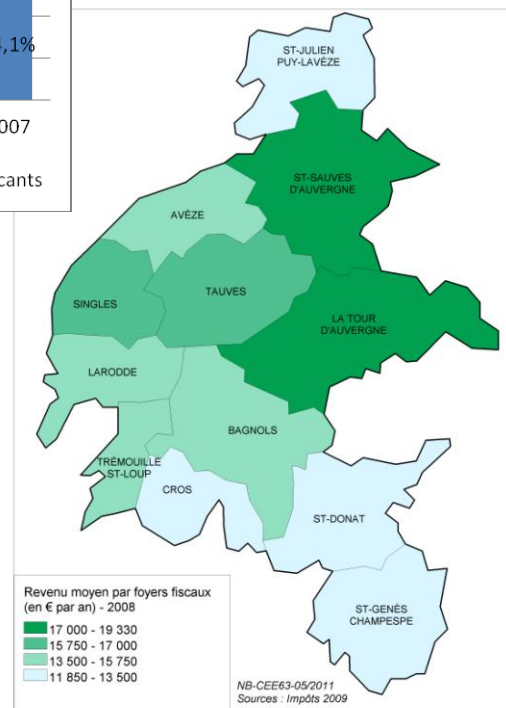 ,1%
007
cants
ST-JULIEN
PUY-LAVÈZE
ST-SAUVES
D'AUVERGNE
AVÈZE
TAUVES
SINGLES
LA TOUR
D'AUVERGNE
LARODDE
BAGNOLS
TRÉMOUILLE
ST-LOUP
CROS
ST-DONAT
ST-GENÈS
CHAMPESPE
Revenu moyen par foyers fiscaux
(en € par an) - 2008
17 000 - 19 330
15 750 - 17 000
13 500 - 15 750
11 850 - 13 500
NB-CEE63-05/2011
Sources : Impôts 2009